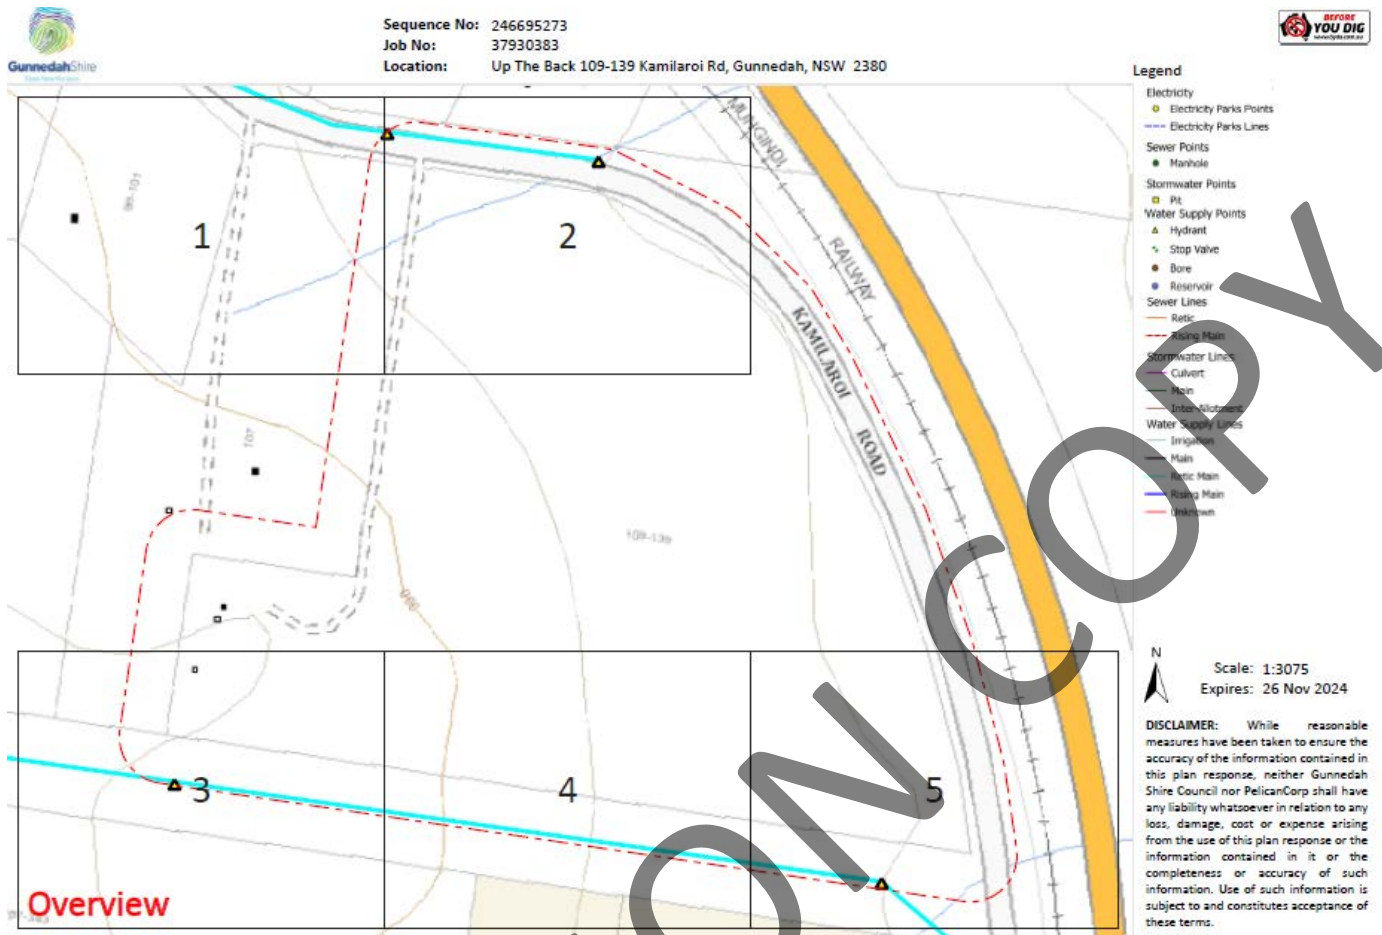 GunnedahShire
Sequence No: 246695273
Job No: 37930383
Location: Up The Back 109-139 Kamilaroi Rd, Gunnedah, NSW 2380
BEFORE
YOU DIG
www.byda.com.au
Legend
Electricity
Electricity Parks Points
Electricity Parks Lines
Sewer Points
Manhole
Stormwater Points
Pit
Water Supply Points
Hydrant
Stop Valve
Bore
Reservoir
Sewer Lines
Retic
Rising Main
Stormwater Lines
Culvert
Main
Inter-Allotment
Water Supply Lines
Irrigation
Main
Retic Main
Rising Main
Unknown
MUNGINDI
RAILWAY
KAMILAROI
ROAD
99-101
107
109-139
1
2
3
4
5
Overview
ON COPY
N
Scale: 1:3075
Expires: 26 Nov 2024
DISCLAIMER: While reasonable
measures have been taken to ensure the
accuracy of the information contained in
this plan response, neither Gunnedah
Shire Council nor PelicanCorp shall have
any liability whatsoever in relation to any
loss, damage, cost or expense arising
from the use of this plan response or the
information contained in it or the
completeness or accuracy of such
information. Use of such information is
subject to and constitutes acceptance of
these terms.